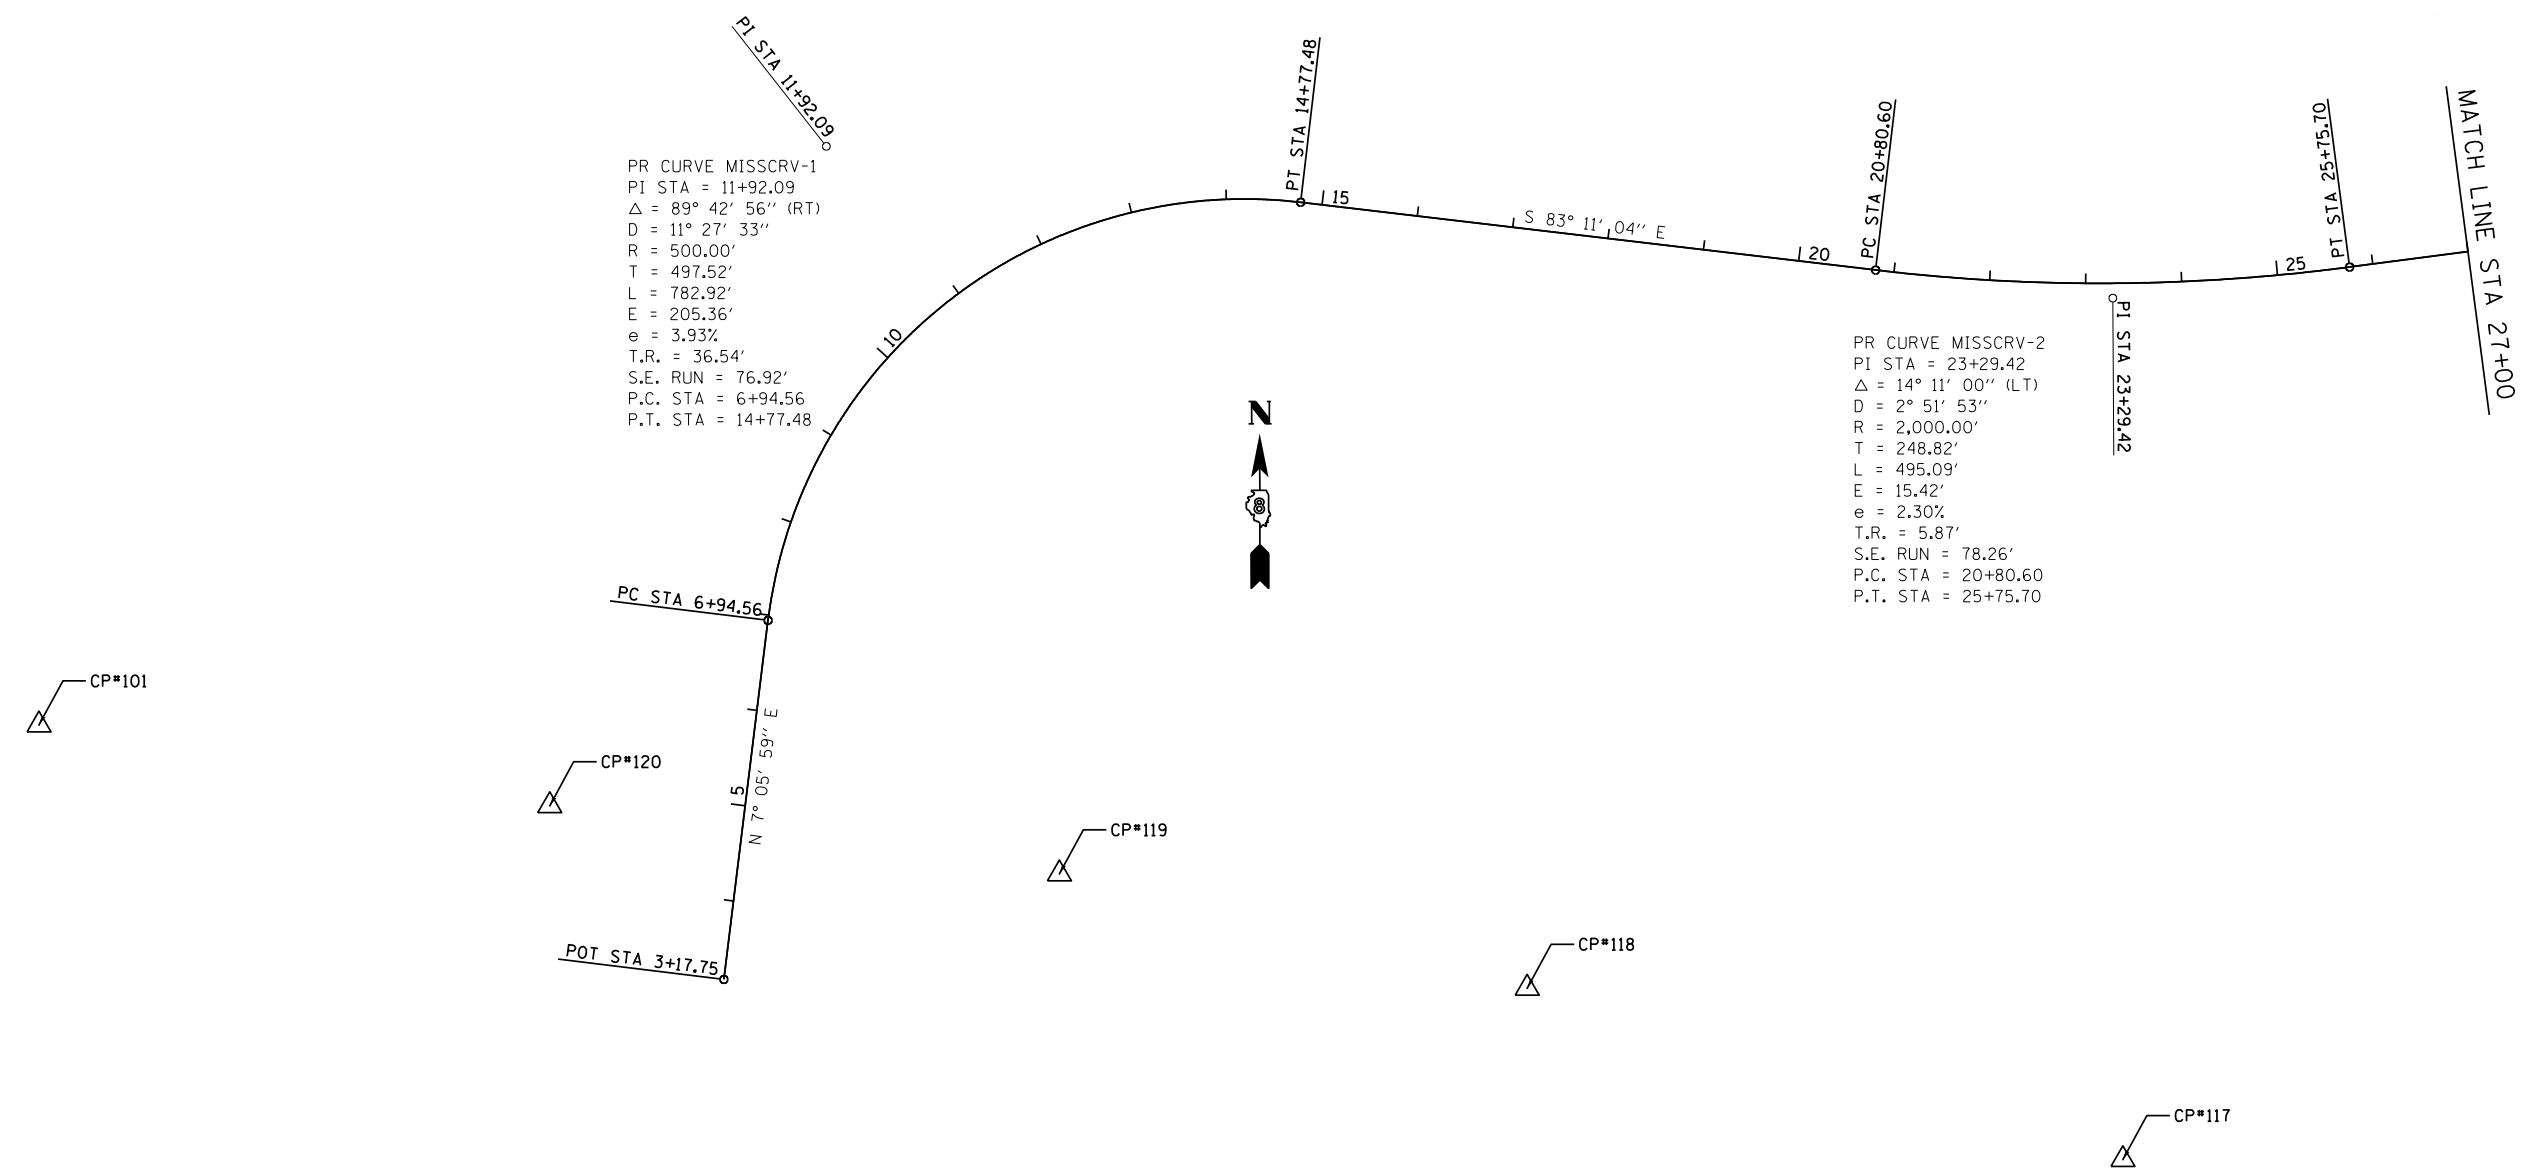 PI STA 11+92.09
PR CURVE MISSCRV-1
PI STA = 11+92.09
△ = 89° 42' 56'' (RT)
D = 11° 27' 33''
R = 500.00'
T = 497.52'
L = 782.92'
E = 205.36'
e = 3.93%
T.R. = 36.54'
S.E. RUN = 76.92'
P.C. STA = 6+94.56
P.T. STA = 14+77.48
PT STA 14+77.48
15
S 83° 11' 04'' E
20
PC STA 20+80.60
25
PT STA 25+75.70
MATCH LINE STA 27+00
PI STA 23+29.42
PR CURVE MISSCRV-2
PI STA = 23+29.42
△ = 14° 11' 00'' (LT)
D = 2° 51' 53''
R = 2,000.00'
T = 248.82'
L = 495.09'
E = 15.42'
e = 2.30%
T.R. = 5.87'
S.E. RUN = 78.26'
P.C. STA = 20+80.60
P.T. STA = 25+75.70
10
N
8
PC STA 6+94.56
5
N 7° 05' 59'' E
POT STA 3+17.75
CP#101
CP#120
CP#119
CP#118
CP#117